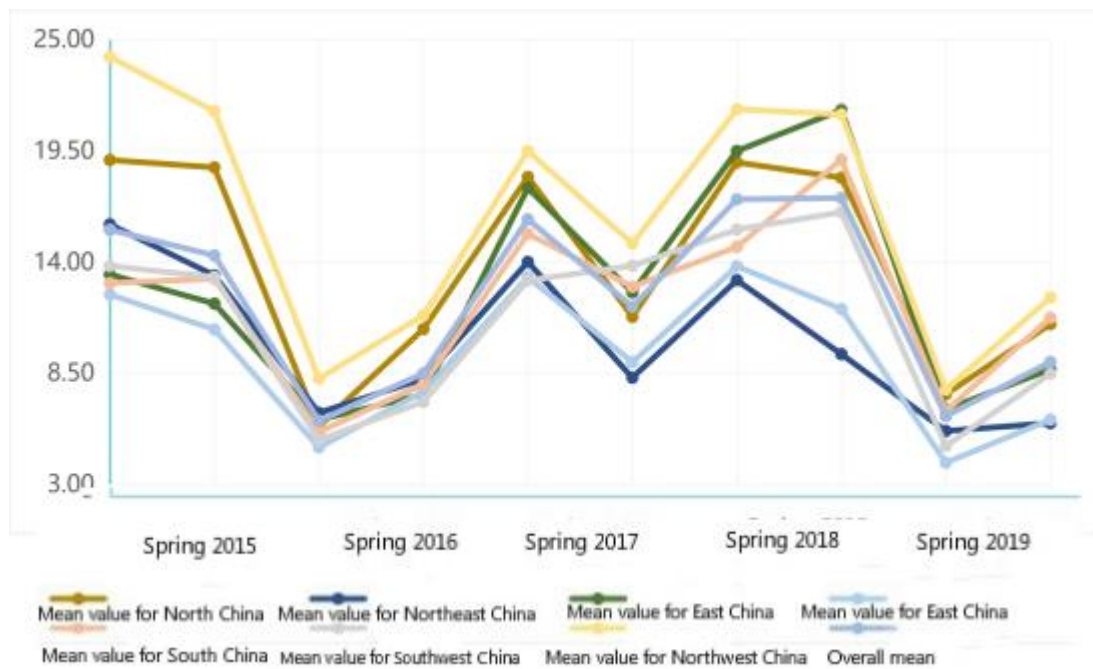 25.00
19.50
14.00
8.50
3.00
Spring 2015 Spring 2016 Spring 2017 Spring 2018 Spring 2019
Mean value for North China Mean value for Northeast China Mean value for East China Mean value for East China
Mean value for South China Mean value for Southwest China Mean value for Northwest China Overall mean